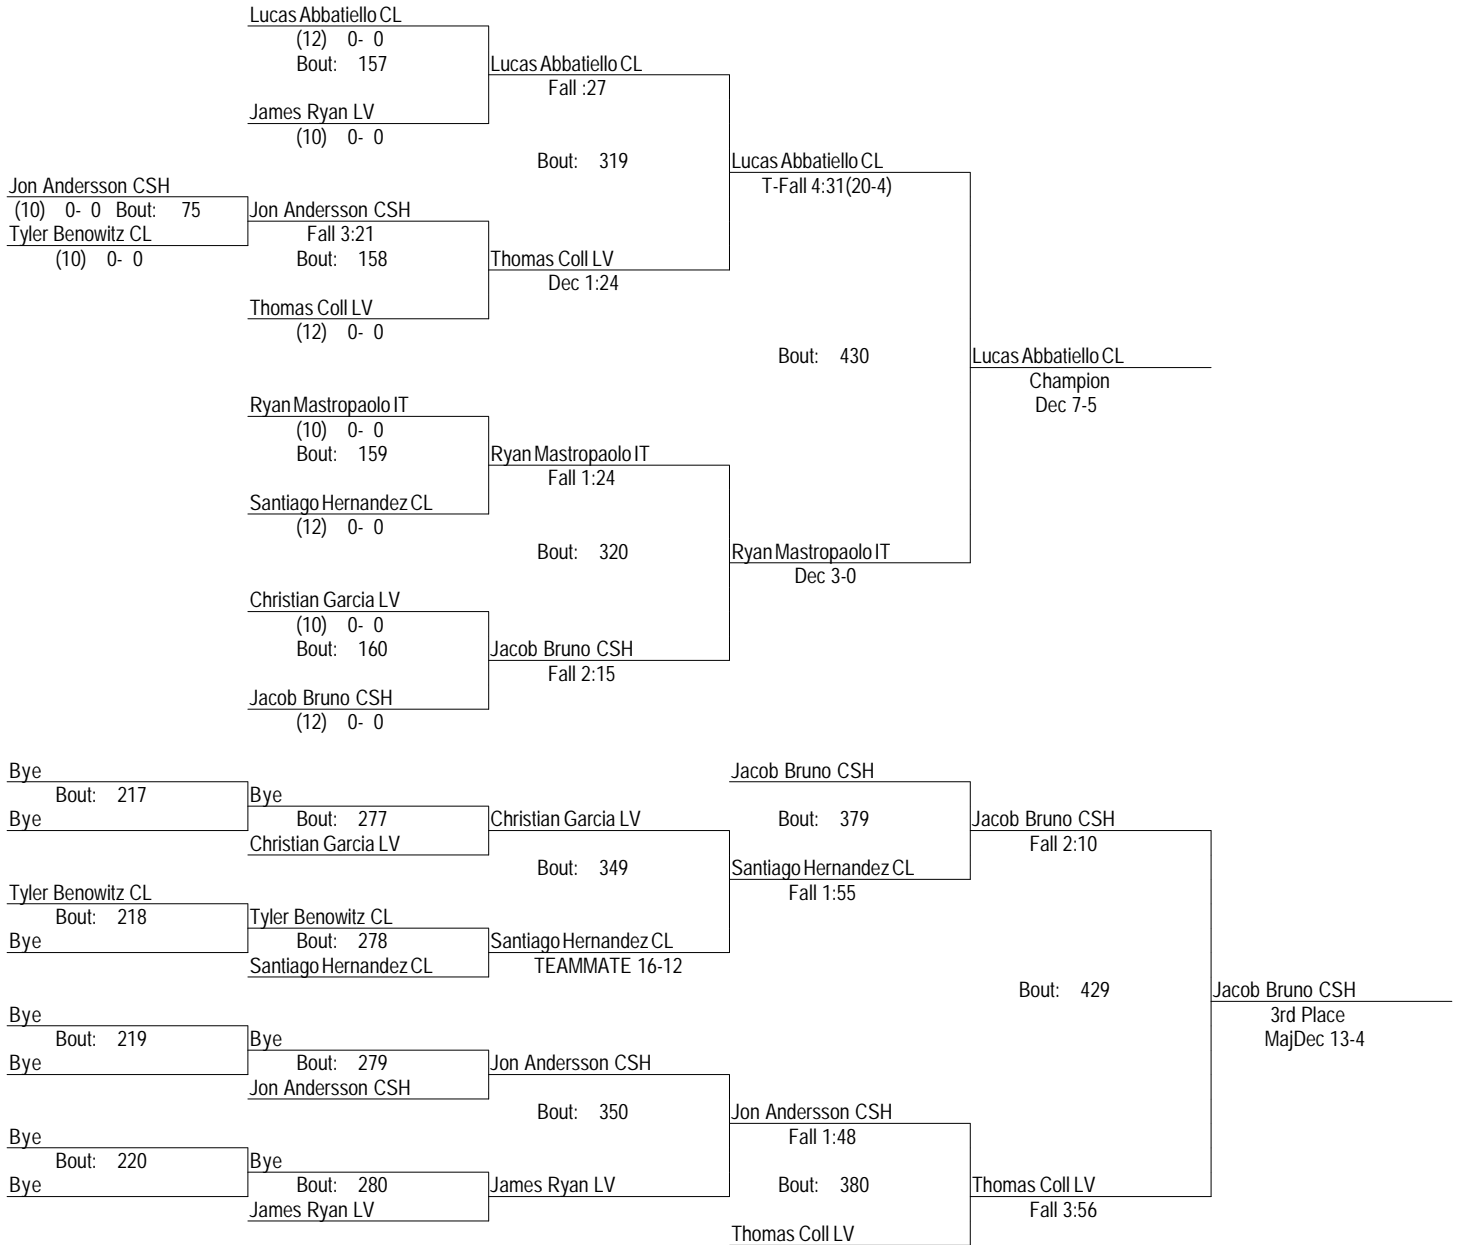 Lucas Abbatiello CL
(12) 0- 0
Bout: 157
Lucas Abbatiello CL
Fall :27
James Ryan LV
(10) 0- 0
Bout: 319
Lucas Abbatiello CL
T-Fall 4:31(20-4)
Jon Andersson CSH
(10) 0- 0 Bout: 75
Jon Andersson CSH
Tyler Benowitz CL
Fall 3:21
(10) 0- 0
Bout: 158
Thomas Coll LV
Dec 1:24
Thomas Coll LV
(12) 0- 0
Bout: 430
Lucas Abbatiello CL
Champion
Dec 7-5
Ryan Mastropaolo IT
(10) 0- 0
Bout: 159
Ryan Mastropaolo IT
Fall 1:24
Santiago Hernandez CL
(12) 0- 0
Bout: 320
Ryan Mastropaolo IT
Dec 3-0
Christian Garcia LV
(10) 0- 0
Bout: 160
Jacob Bruno CSH
Fall 2:15
Jacob Bruno CSH
(12) 0- 0
Bye
Jacob Bruno CSH
Bout: 217
Bye
Bye
Bout: 277
Christian Garcia LV
Bout: 379
Jacob Bruno CSH
Christian Garcia LV
Fall 2:10
Bout: 349
Santiago Hernandez CL
Fall 1:55
Tyler Benowitz CL
Bout: 218
Tyler Benowitz CL
Bye
Bout: 278
Santiago Hernandez CL
Santiago Hernandez CL
TEAMMATE 16-12
Bout: 429
Jacob Bruno CSH
3rd Place
MajDec 13-4
Bye
Bout: 219
Bye
Bye
Bout: 279
Jon Andersson CSH
Jon Andersson CSH
Bout: 350
Jon Andersson CSH
Fall 1:48
Bye
Bout: 220
Bye
Bye
Bout: 280
James Ryan LV
Bout: 380
Thomas Coll LV
James Ryan LV
Fall 3:56
Thomas Coll LV